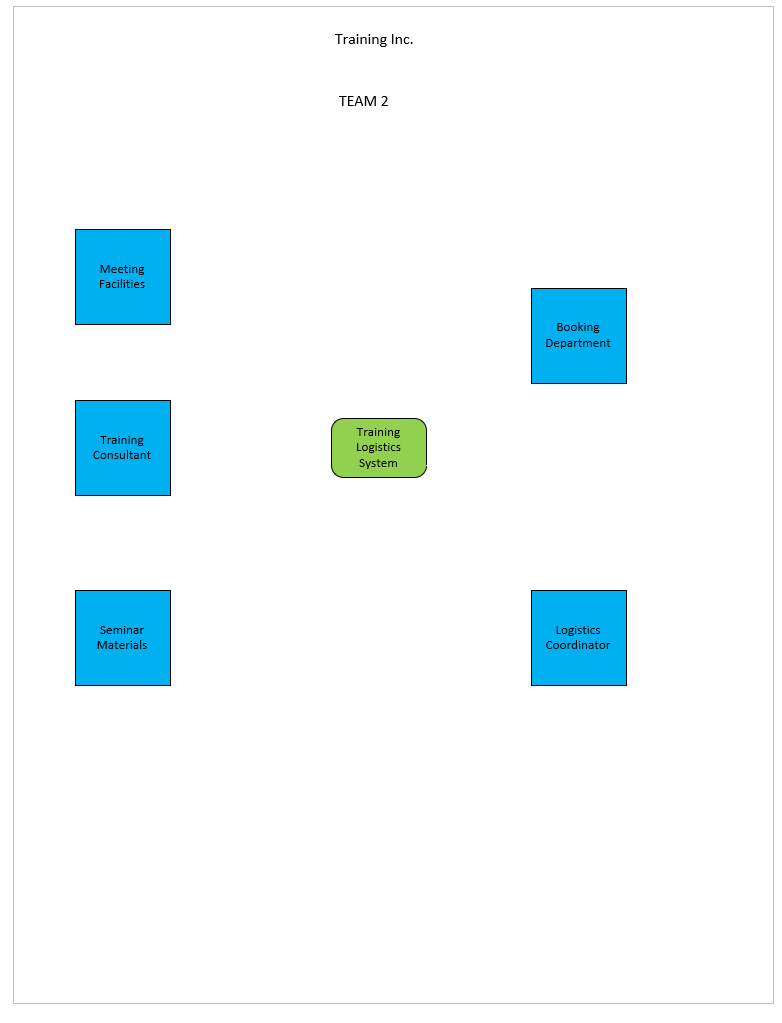 Training Inc.
TEAM 2
Meeting
Facilities
Booking
Department
Training
Consultant
Training
Logistics
System
Seminar
Materials
Logistics
Coordinator